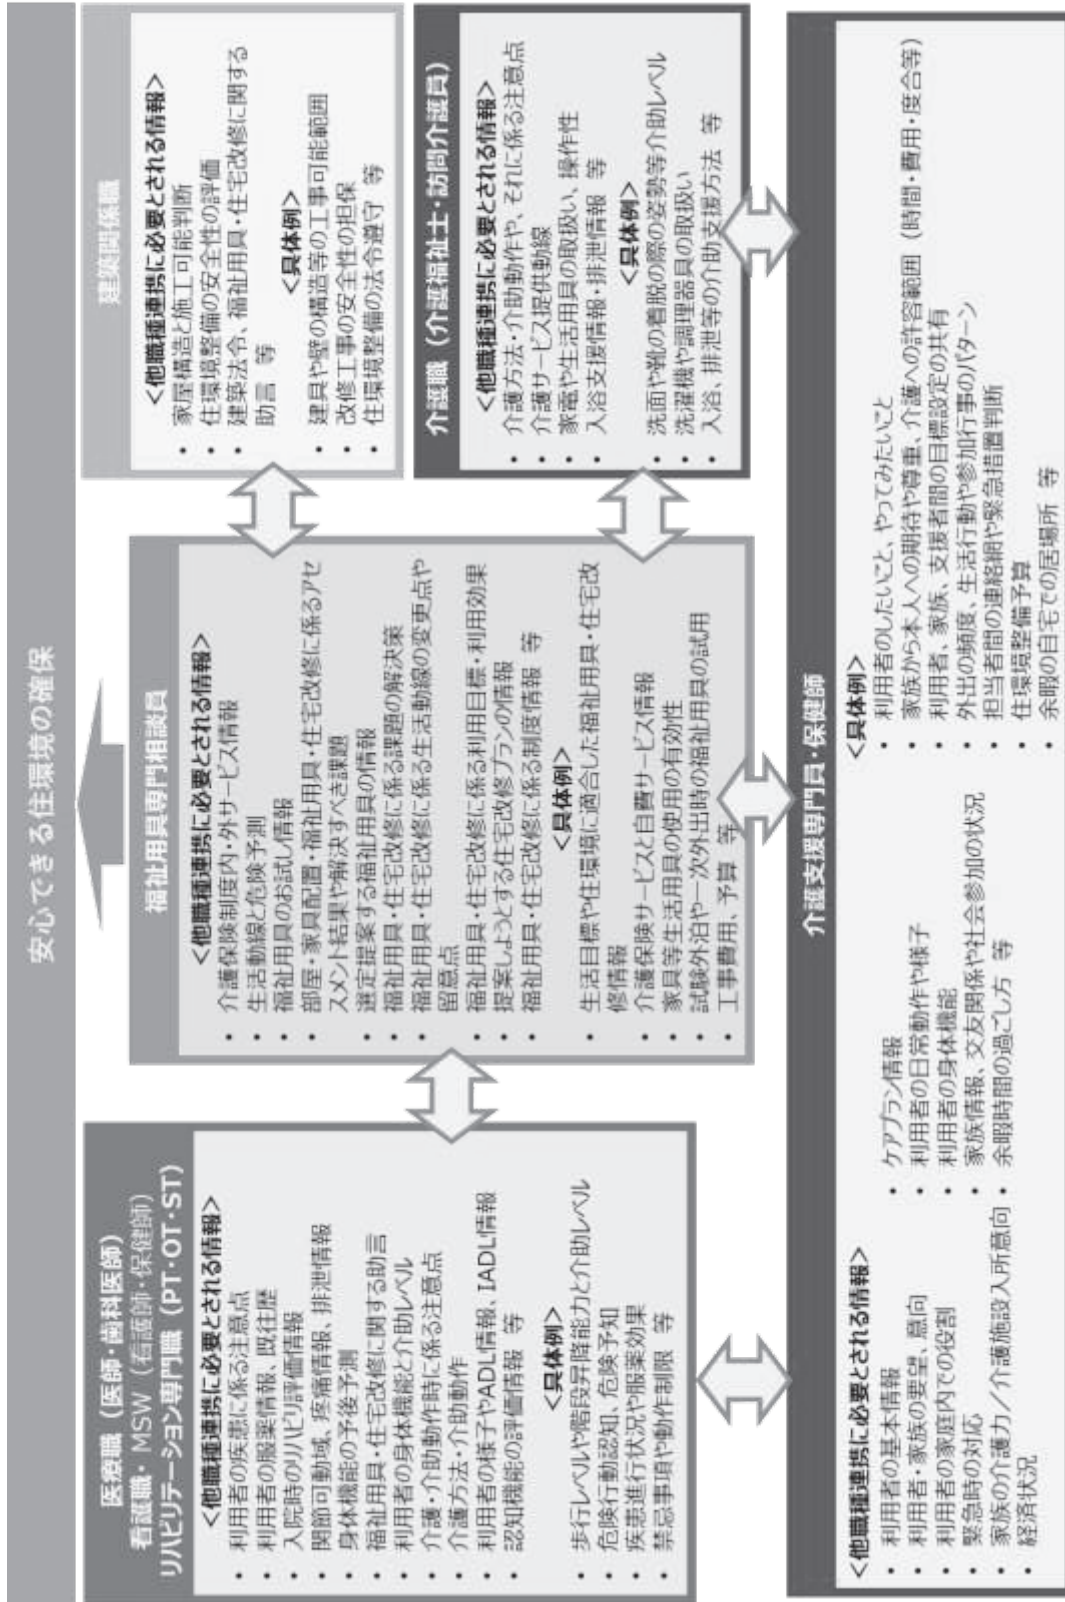 安心できる住環境の確保
医療職（医師・歯科医師）
看護職・MSW（看護師・保健師）
リハビリテーション専門職（PT・OT・ST）
<他職種連携に必要とされる情報>
• 利用者の疾患に係る注意点
• 利用者の服薬情報、既往歴
• 入院時のリハビリ評価情報
• 関節可動域、疼痛情報、排泄情報
• 身体機能の予後予測
• 福祉用具・住宅改修に関する助言
• 利用者の身体機能と介助レベル
• 介護・介助動作時に係る注意点
• 介護方法・介助動作
• 利用者の様子やADL情報、IADL情報
• 認知機能の評価情報 等
<具体例>
• 歩行レベルや階段昇降能力と介助レベル
• 危険行動認知、危険予知
• 疾患進行状況や服薬効果
• 禁忌事項や動作制限 等
福祉用具専門相談員
<他職種連携に必要とされる情報>
• 介護保険制度内・外サービス情報
• 生活動線と危険予測
• 福祉用具のお試し情報
• 部屋・家具配置・福祉用具・住宅改修に係るアセ
スメント結果や解決すべき課題
• 選定提案する福祉用具の情報
• 福祉用具・住宅改修に係る課題の解決策
• 福祉用具・住宅改修に係る生活動線の変更点や
留意点
• 福祉用具・住宅改修に係る利用目標・利用効果
• 提案しようとする住宅改修プランの情報
• 福祉用具・住宅改修に係る制度情報 等
<具体例>
• 生活目標や住環境に適合した福祉用具・住宅改
修情報
• 介護保険サービスと自費サービス情報
• 家具等生活用具の使用の有効性
• 試験外泊や一次外出時の福祉用具の試用
• 工事費用、予算 等
建築関係職
<他職種連携に必要とされる情報>
• 家屋構造と施工可能判断
• 住環境整備の安全性の評価
• 建築法令、福祉用具・住宅改修に関する
助言 等
<具体例>
• 建具や壁の構造等の工事可能範囲
• 改修工事の安全性の担保
• 住環境整備の法令遵守 等
介護職（介護福祉士・訪問介護員）
<他職種連携に必要とされる情報>
• 介護方法・介助動作や、それに係る注意点
• 介護サービス提供動線
• 家電や生活用具の取扱い、操作性
• 入浴支援情報・排泄情報 等
<具体例>
• 洗面や靴の着脱の際の姿勢等介助レベル
• 洗濯機や調理器具の取扱い
• 入浴、排泄等の介助支援方法 等
介護支援専門員・保健師
<他職種連携に必要とされる情報>
• 利用者の基本情報
• 利用者・家族の要望、意向
• 利用者の家庭内での役割
• 緊急時の対応
• 家族の介護力／介護施設入所意向
• 経済状況
• ケアプラン情報
• 利用者の日常動作や様子
• 利用者の身体機能
• 家族情報、交友関係や社会参加の状況
• 余暇時間の過ごし方 等
<具体例>
• 利用者のしたいこと、やってみたいこと
• 家族から本人への期待や尊重、介護への許容範囲（時間・費用・度合等）
• 利用者、家族、支援者間の目標設定の共有
• 外出の頻度、生活行動や参加行事のパターン
• 担当者間の連絡網や緊急措置判断
• 住環境整備予算
• 余暇の自宅での居場所 等